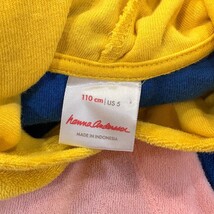 110 cm | US 5
hanna andersson
MADE IN INDONESIA